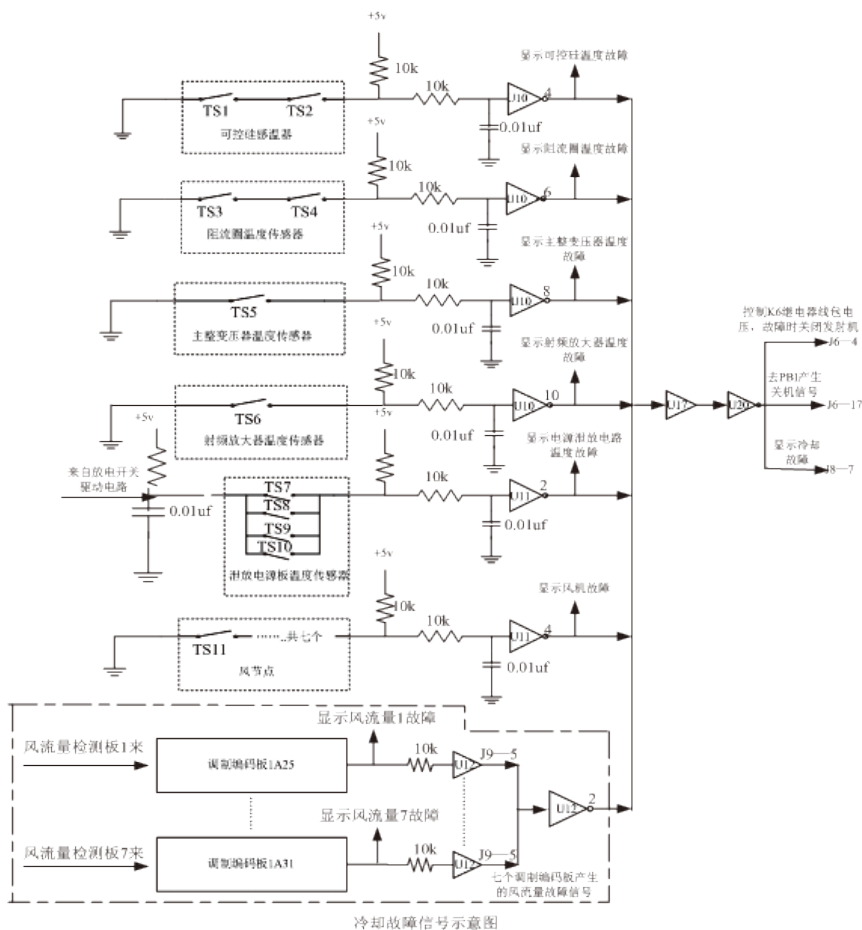 +5v
10k
10k
显示可控硅温度故障
TS1
TS2
U10
4
0.01uf
可控硅感温器
+5v
10k
10k
显示阻流圈温度故障
TS3
TS4
U10
6
0.01uf
阻流圈温度传感器
+5v
10k
10k
显示主整变压器温度
故障
TS5
U10
8
0.01uf
主整变压器温度传感器
+5v
10k
10k
显示射频放大器温度
故障
TS6
U10
10
0.01uf
射频放大器温度传感器
控制K6继电器线包电
压，故障时关闭发射机
J6—4
去PB1产生
关机信号
J6—17
显示冷却
故障
J8—7
U17
U20
+5v
来自放电开关
驱动电路
0.01uf
TS7
TS8
TS9
TS10
泄放电源板温度传感器
10k
10k
显示电源泄放电路
温度故障
U11
2
0.01uf
+5v
10k
10k
显示风机故障
TS11
……共七个
U11
4
0.01uf
风节点
显示风流量1故障
风流量检测板1来
调制编码板1A25
10k
U12
J9—5
U12
2
显示风流量7故障
风流量检测板7来
调制编码板1A31
10k
U12
J9—5
七个调制编码板产生
的风流量故障信号
冷却故障信号示意图